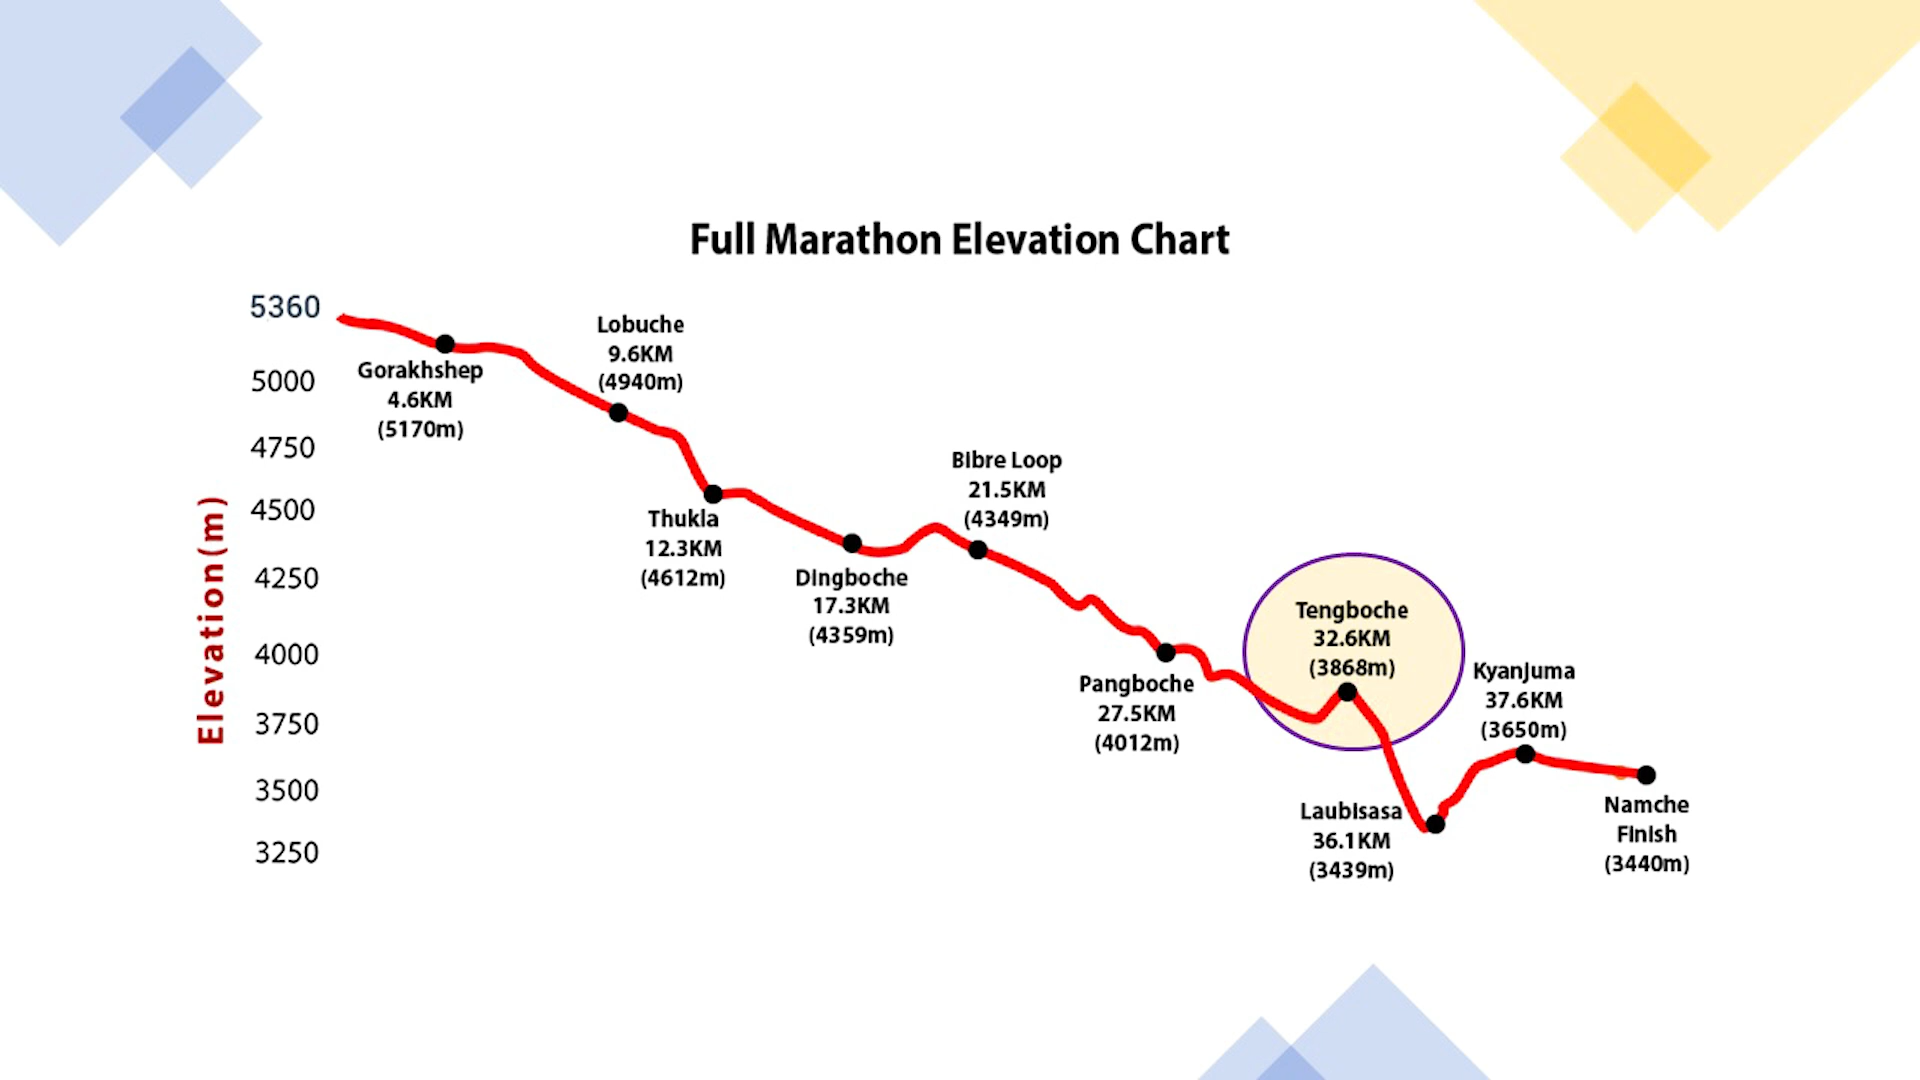 Full Marathon Elevation Chart
Elevation(m)
5360
5000
4750
4500
4250
4000
3750
3500
3250
Gorakhshep
4.6KM
(5170m)
Lobuche
9.6KM
(4940m)
Thukla
12.3KM
(4612m)
Dingboche
17.3KM
(4359m)
Bibre Loop
21.5KM
(4349m)
Pangboche
27.5KM
(4012m)
Tengboche
32.6KM
(3868m)
Laubisasa
36.1KM
(3439m)
Kyanjuma
37.6KM
(3650m)
Namche
Finish
(3440m)